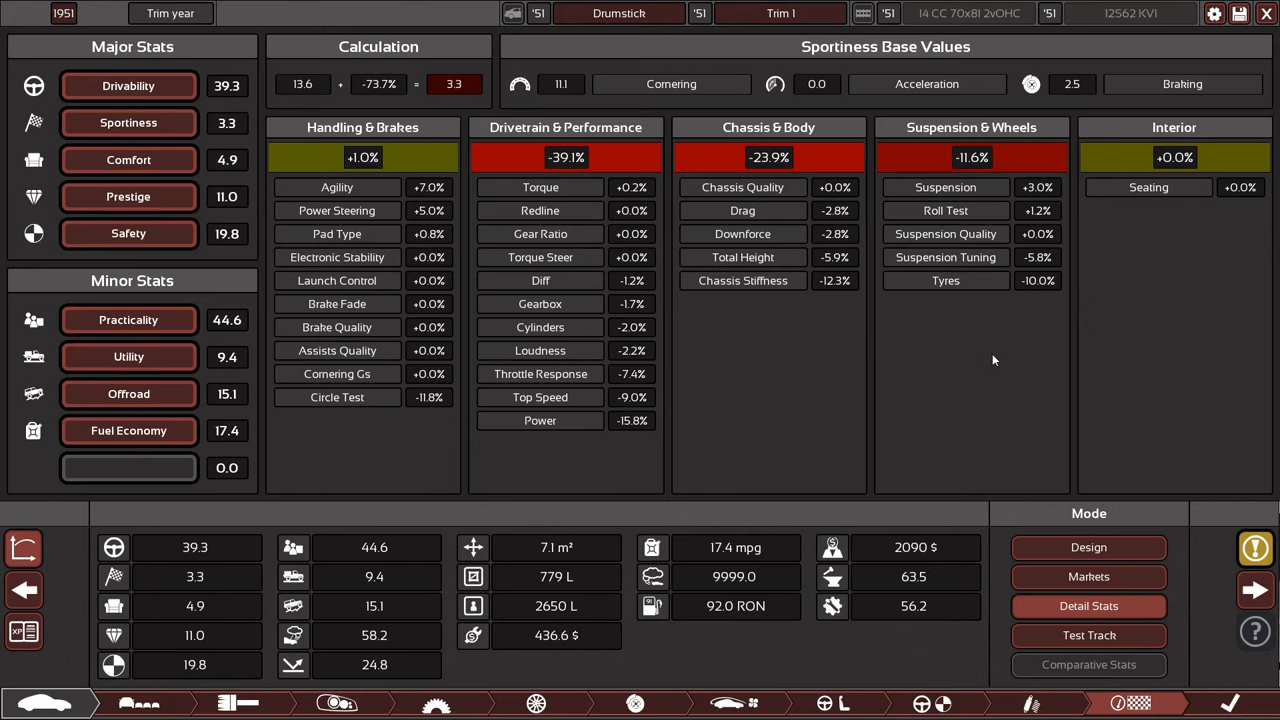 1951 Trim year '51 Drumstick '51 Trim 1 '51 I4 CC 70x81 2vOHC '51 12S62 KV1
Major Stats
Drivability 39.3
Sportiness 3.3
Comfort 4.9
Prestige 11.0
Safety 19.8
Minor Stats
Practicality 44.6
Utility 9.4
Offroad 15.1
Fuel Economy 17.4
0.0
Calculation
13.6 + -73.7% = 3.3
Sportiness Base Values
11.1 Cornering 0.0 Acceleration 2.5 Braking
Handling & Brakes
+1.0%
Agility +7.0%
Power Steering +5.0%
Pad Type +0.8%
Electronic Stability +0.0%
Launch Control +0.0%
Brake Fade +0.0%
Brake Quality +0.0%
Assists Quality +0.0%
Cornering Gs +0.0%
Circle Test -11.8%
Drivetrain & Performance
-39.1%
Torque +0.2%
Redline +0.0%
Gear Ratio +0.0%
Torque Steer +0.0%
Diff -1.2%
Gearbox -1.7%
Cylinders -2.0%
Loudness -2.2%
Throttle Response -7.4%
Top Speed -9.0%
Power -15.8%
Chassis & Body
-23.9%
Chassis Quality +0.0%
Drag -2.8%
Downforce -2.8%
Total Height -5.9%
Chassis Stiffness -12.3%
Suspension & Wheels
-11.6%
Suspension +3.0%
Roll Test +1.2%
Suspension Quality +0.0%
Suspension Tuning -5.8%
Tyres -10.0%
Interior
+0.0%
Seating +0.0%
39.3 44.6 7.1 m² 17.4 mpg 2090 $
3.3 9.4 779 L 9999.0 63.5
4.9 15.1 2650 L 92.0 RON 56.2
11.0 58.2 436.6 $
19.8 24.8
Mode
Design
Markets
Detail Stats
Test Track
Comparative Stats
XP